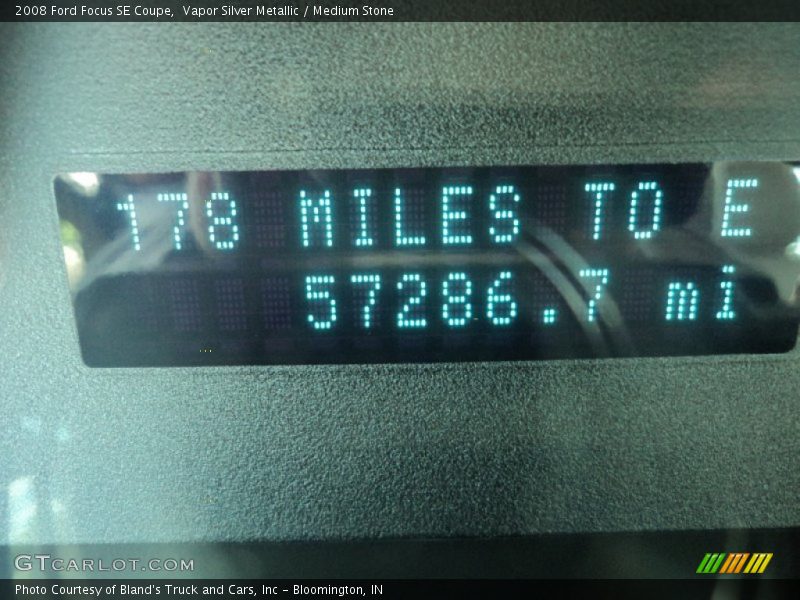 2008 Ford Focus SE Coupe,  Vapor Silver Metallic / Medium Stone
178 MILES TO E
57286.7 mi
GTCARLOT.COM
Photo Courtesy of Bland's Truck and Cars, Inc - Bloomington, IN